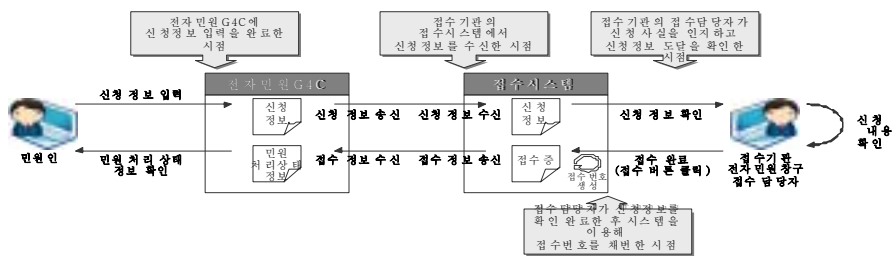 전자민원G4C에
신청정보 입력을 완료한
시점
접수기관의
접수시스템에서
신청정보를 수신한 시점
접수기관의 접수담당자가
신청사실을 인지하고
신청정보 도달을 확인한
시점
전자민원G4C
접수시스템
신청 정보 입력
신청
정보
신청 정보 송신
신청 정보 수신
신청
정보
신청 정보 확인
신청
내용
확인
민원인
민원 처리 상태
정보 확인
민원
처리상태
정보
접수 정보 수신
접수 정보 송신
접수증
접수번호
생성
접수 완료
(접수 버튼 클릭)
접수기관
전자민원창구
접수 담당자
접수담당자가 신청정보를
확인 완료한 후 시스템을
이용해
접수번호를 채번한 시점